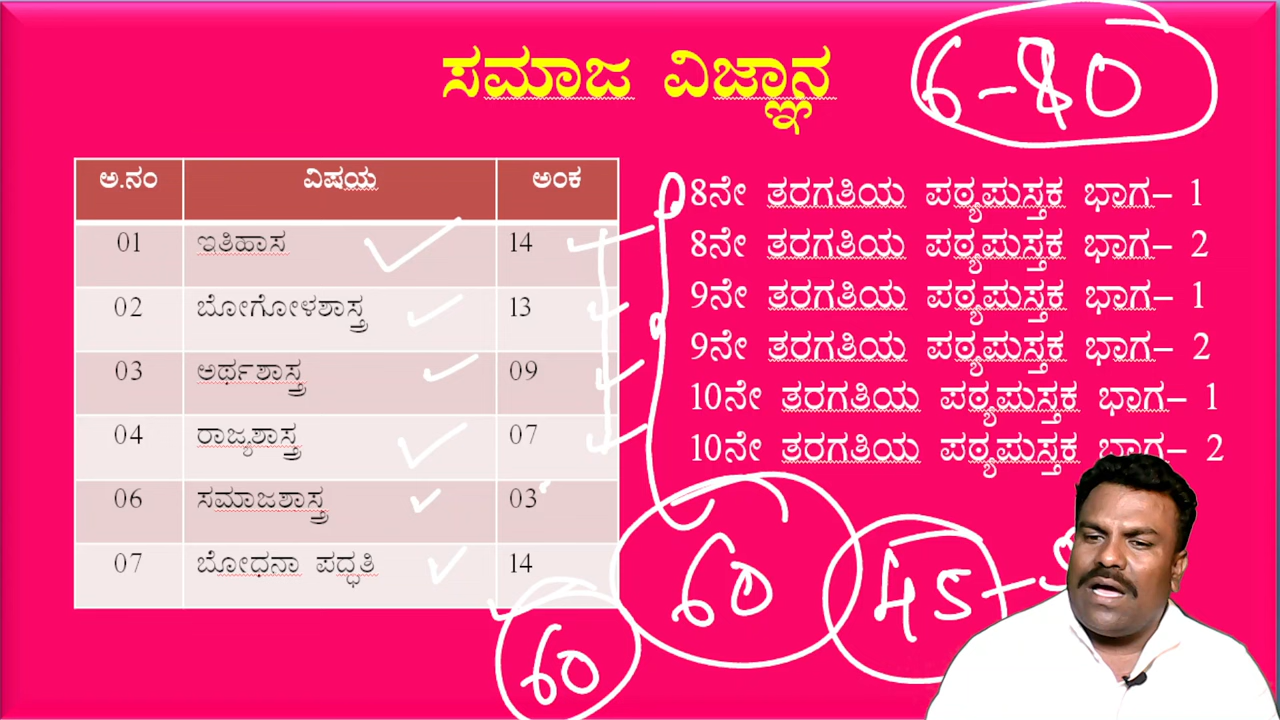 ಸಮಾಜ ವಿಜ್ಞಾನ
6-80
ಅ.ನಂ ವಿಷಯ ಅಂಕ
01 ಇತಿಹಾಸ 14
02 ಬೋಗೋಳಶಾಸ್ತ್ರ 13
03 ಅರ್ಥಶಾಸ್ತ್ರ 09
04 ರಾಜ್ಯಶಾಸ್ತ್ರ 07
06 ಸಮಾಜಶಾಸ್ತ್ರ 03
07 ಬೋಧನಾ ಪದ್ಧತಿ 14
8ನೇ ತರಗತಿಯ ಪಠ್ಯಪುಸ್ತಕ ಭಾಗ– 1
8ನೇ ತರಗತಿಯ ಪಠ್ಯಪುಸ್ತಕ ಭಾಗ– 2
9ನೇ ತರಗತಿಯ ಪಠ್ಯಪುಸ್ತಕ ಭಾಗ– 1
9ನೇ ತರಗತಿಯ ಪಠ್ಯಪುಸ್ತಕ ಭಾಗ– 2
10ನೇ ತರಗತಿಯ ಪಠ್ಯಪುಸ್ತಕ ಭಾಗ– 1
10ನೇ ತರಗತಿಯ ಪಠ್ಯಪುಸ್ತಕ ಭಾಗ– 2
60
60
45-